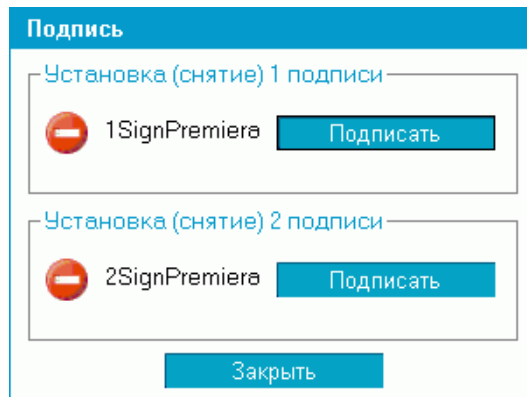 Подпись
Установка (снятие) 1 подписи
1SignPremiera Подписать
Установка (снятие) 2 подписи
2SignPremiera Подписать
Закрыть